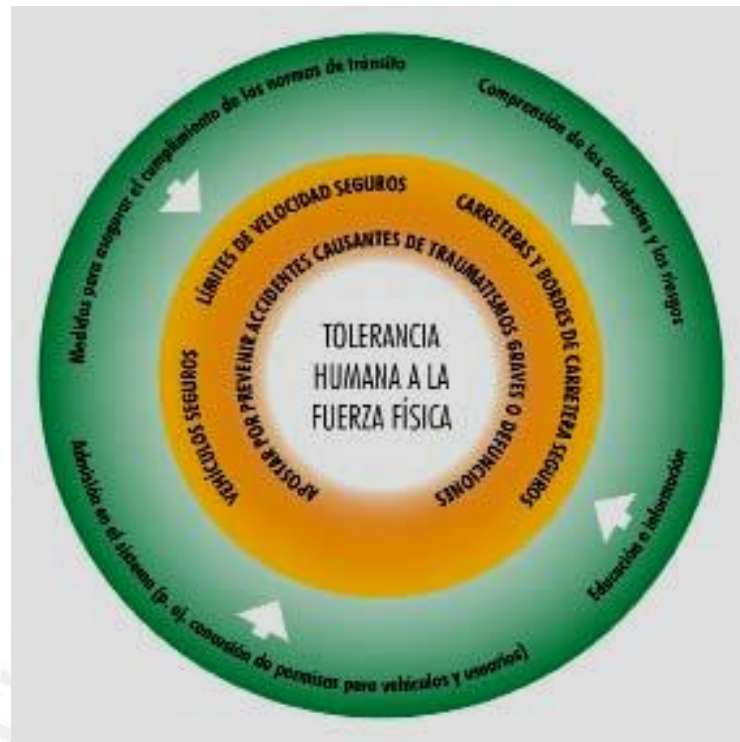 Medidas para asegurar el cumplimiento de las normas de tránsito
Comprensión de los accidentes y los riesgos
LÍMITES DE VELOCIDAD SEGUROS
CARRETERAS Y BORDES DE CARRETERA SEGUROS
VEHÍCULOS SEGUROS
APOSTAR POR PREVENIR ACCIDENTES CAUSANTES DE TRAUMATISMOS GRAVES O DEFUNCIONES
TOLERANCIA
HUMANA A LA
FUERZA FÍSICA
Admisión en el sistema (p. ej. concesión de permisos para vehículos y usuarios)
Educación e información